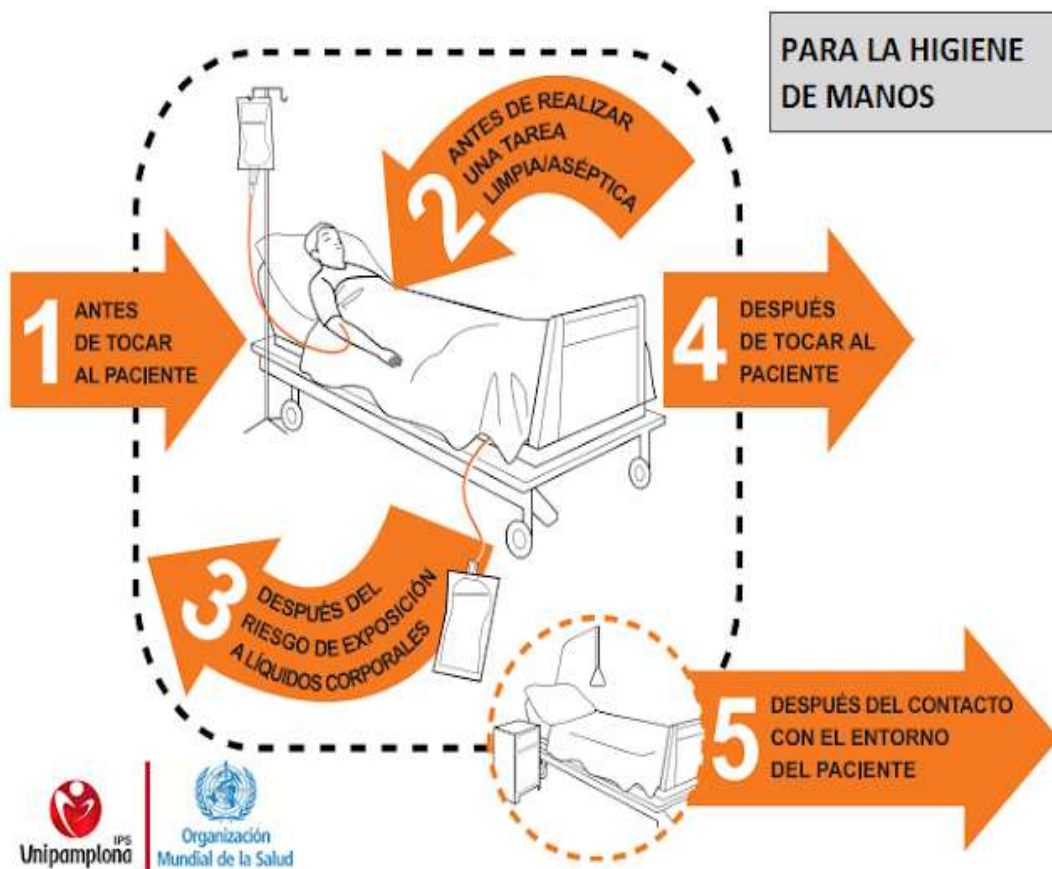 PARA LA HIGIENE
DE MANOS
1
ANTES
DE TOCAR
AL PACIENTE
2
ANTES DE REALIZAR
UNA TAREA
LIMPIA/ASÉPTICA
3
DESPUÉS DEL
RIESGO DE EXPOSICIÓN
A LÍQUIDOS CORPORALES
4
DESPUÉS
DE TOCAR AL
PACIENTE
5
DESPUÉS DEL CONTACTO
CON EL ENTORNO
DEL PACIENTE
IPS
Unipamplona
Organización
Mundial de la Salud